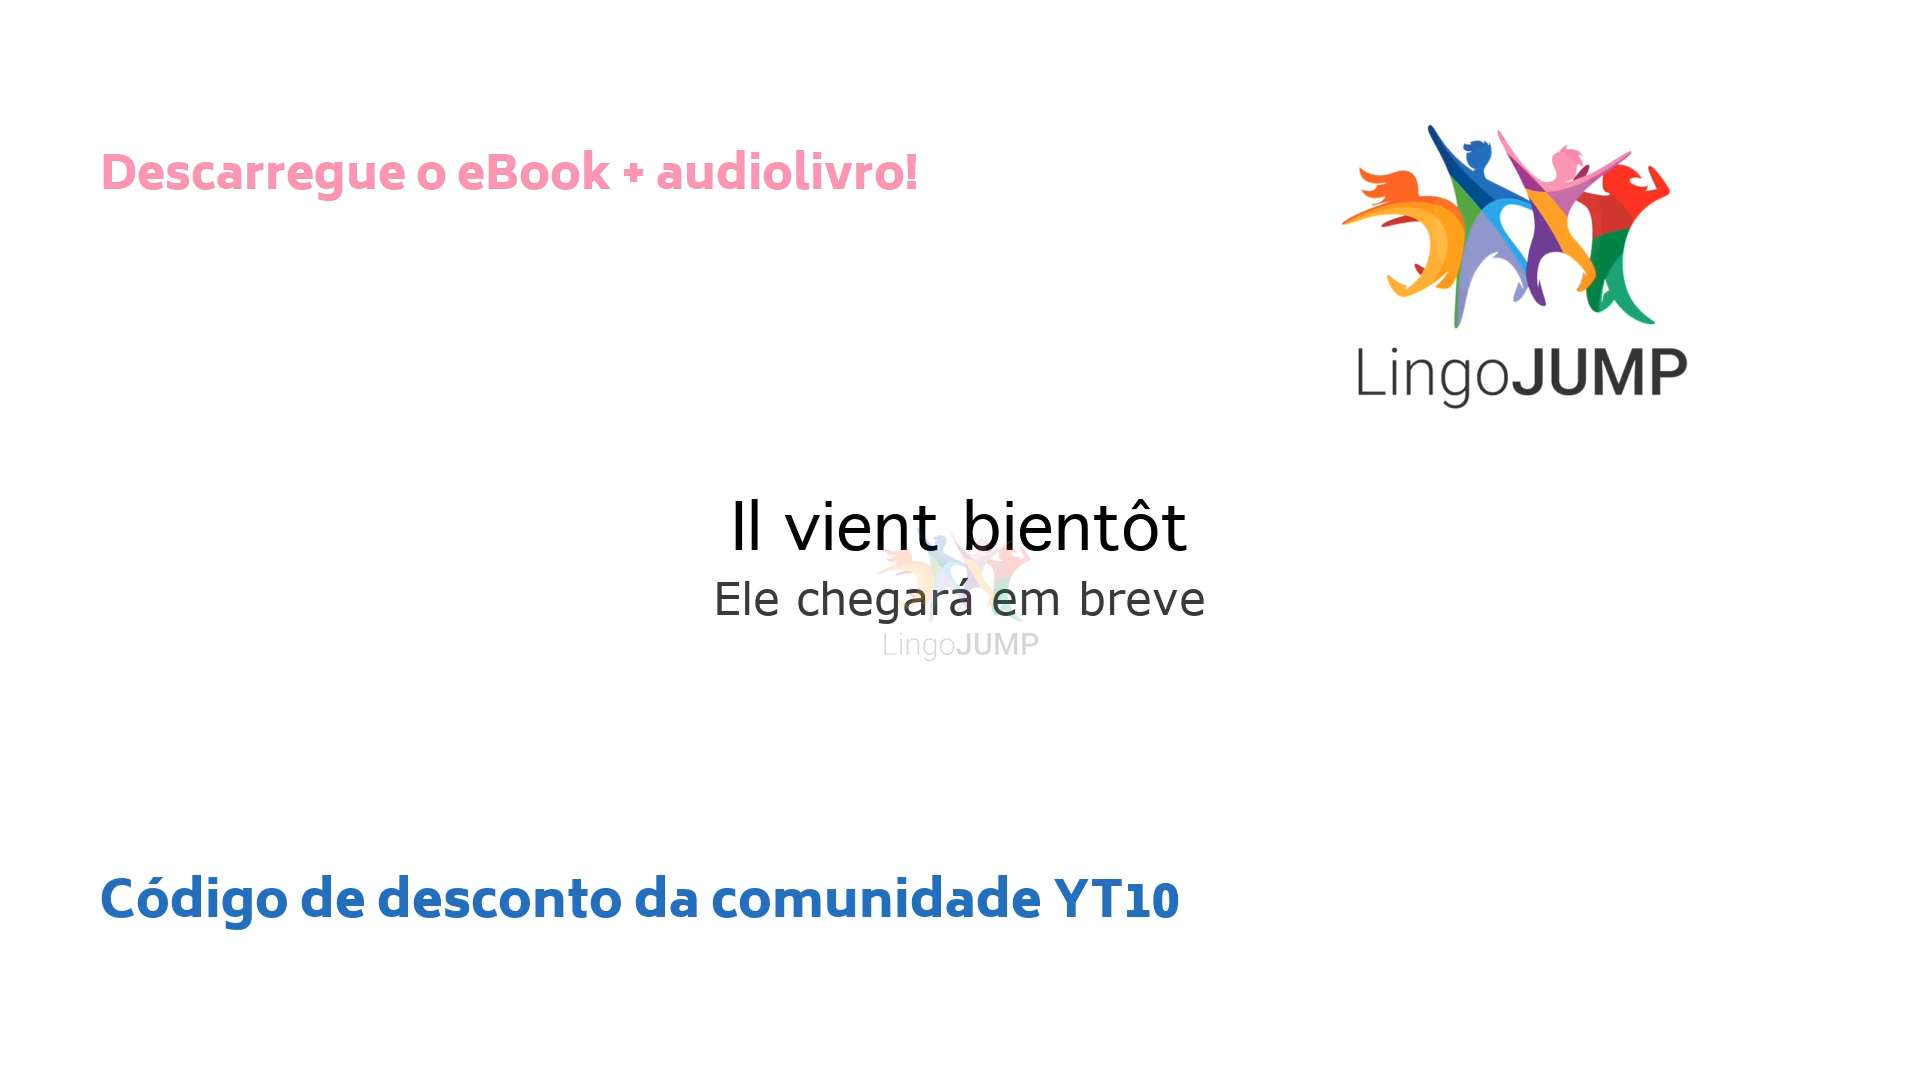 Descarregue o eBook + audiolivro!
LingoJUMP
Il vient bientôt
Ele chegará em breve
LingoJUMP
Código de desconto da comunidade YT10